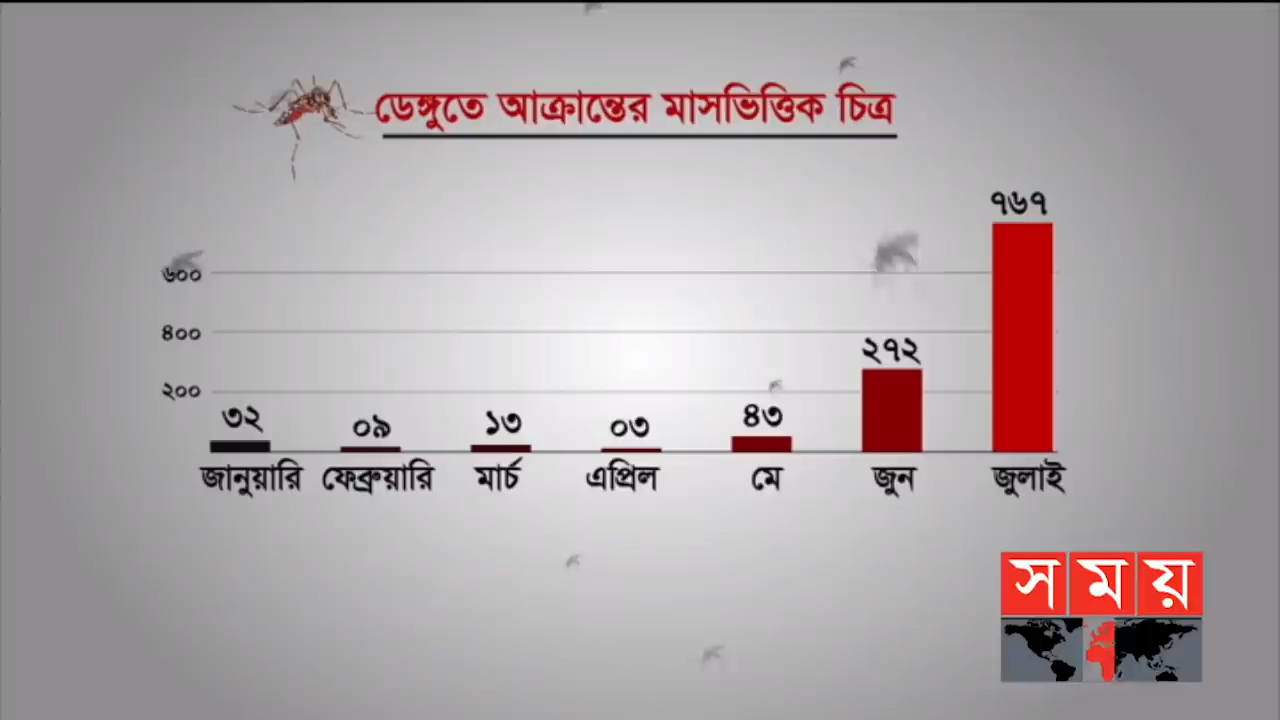 ডেঙ্গুতে আক্রান্তের মাসভিত্তিক চিত্র
৭৬৭
৬০০
৪০০
২৭২
২০০
৩২ ০৯ ১৩ ০৩ ৪৩
জানুয়ারি ফেব্রুয়ারি মার্চ এপ্রিল মে জুন জুলাই
সময়